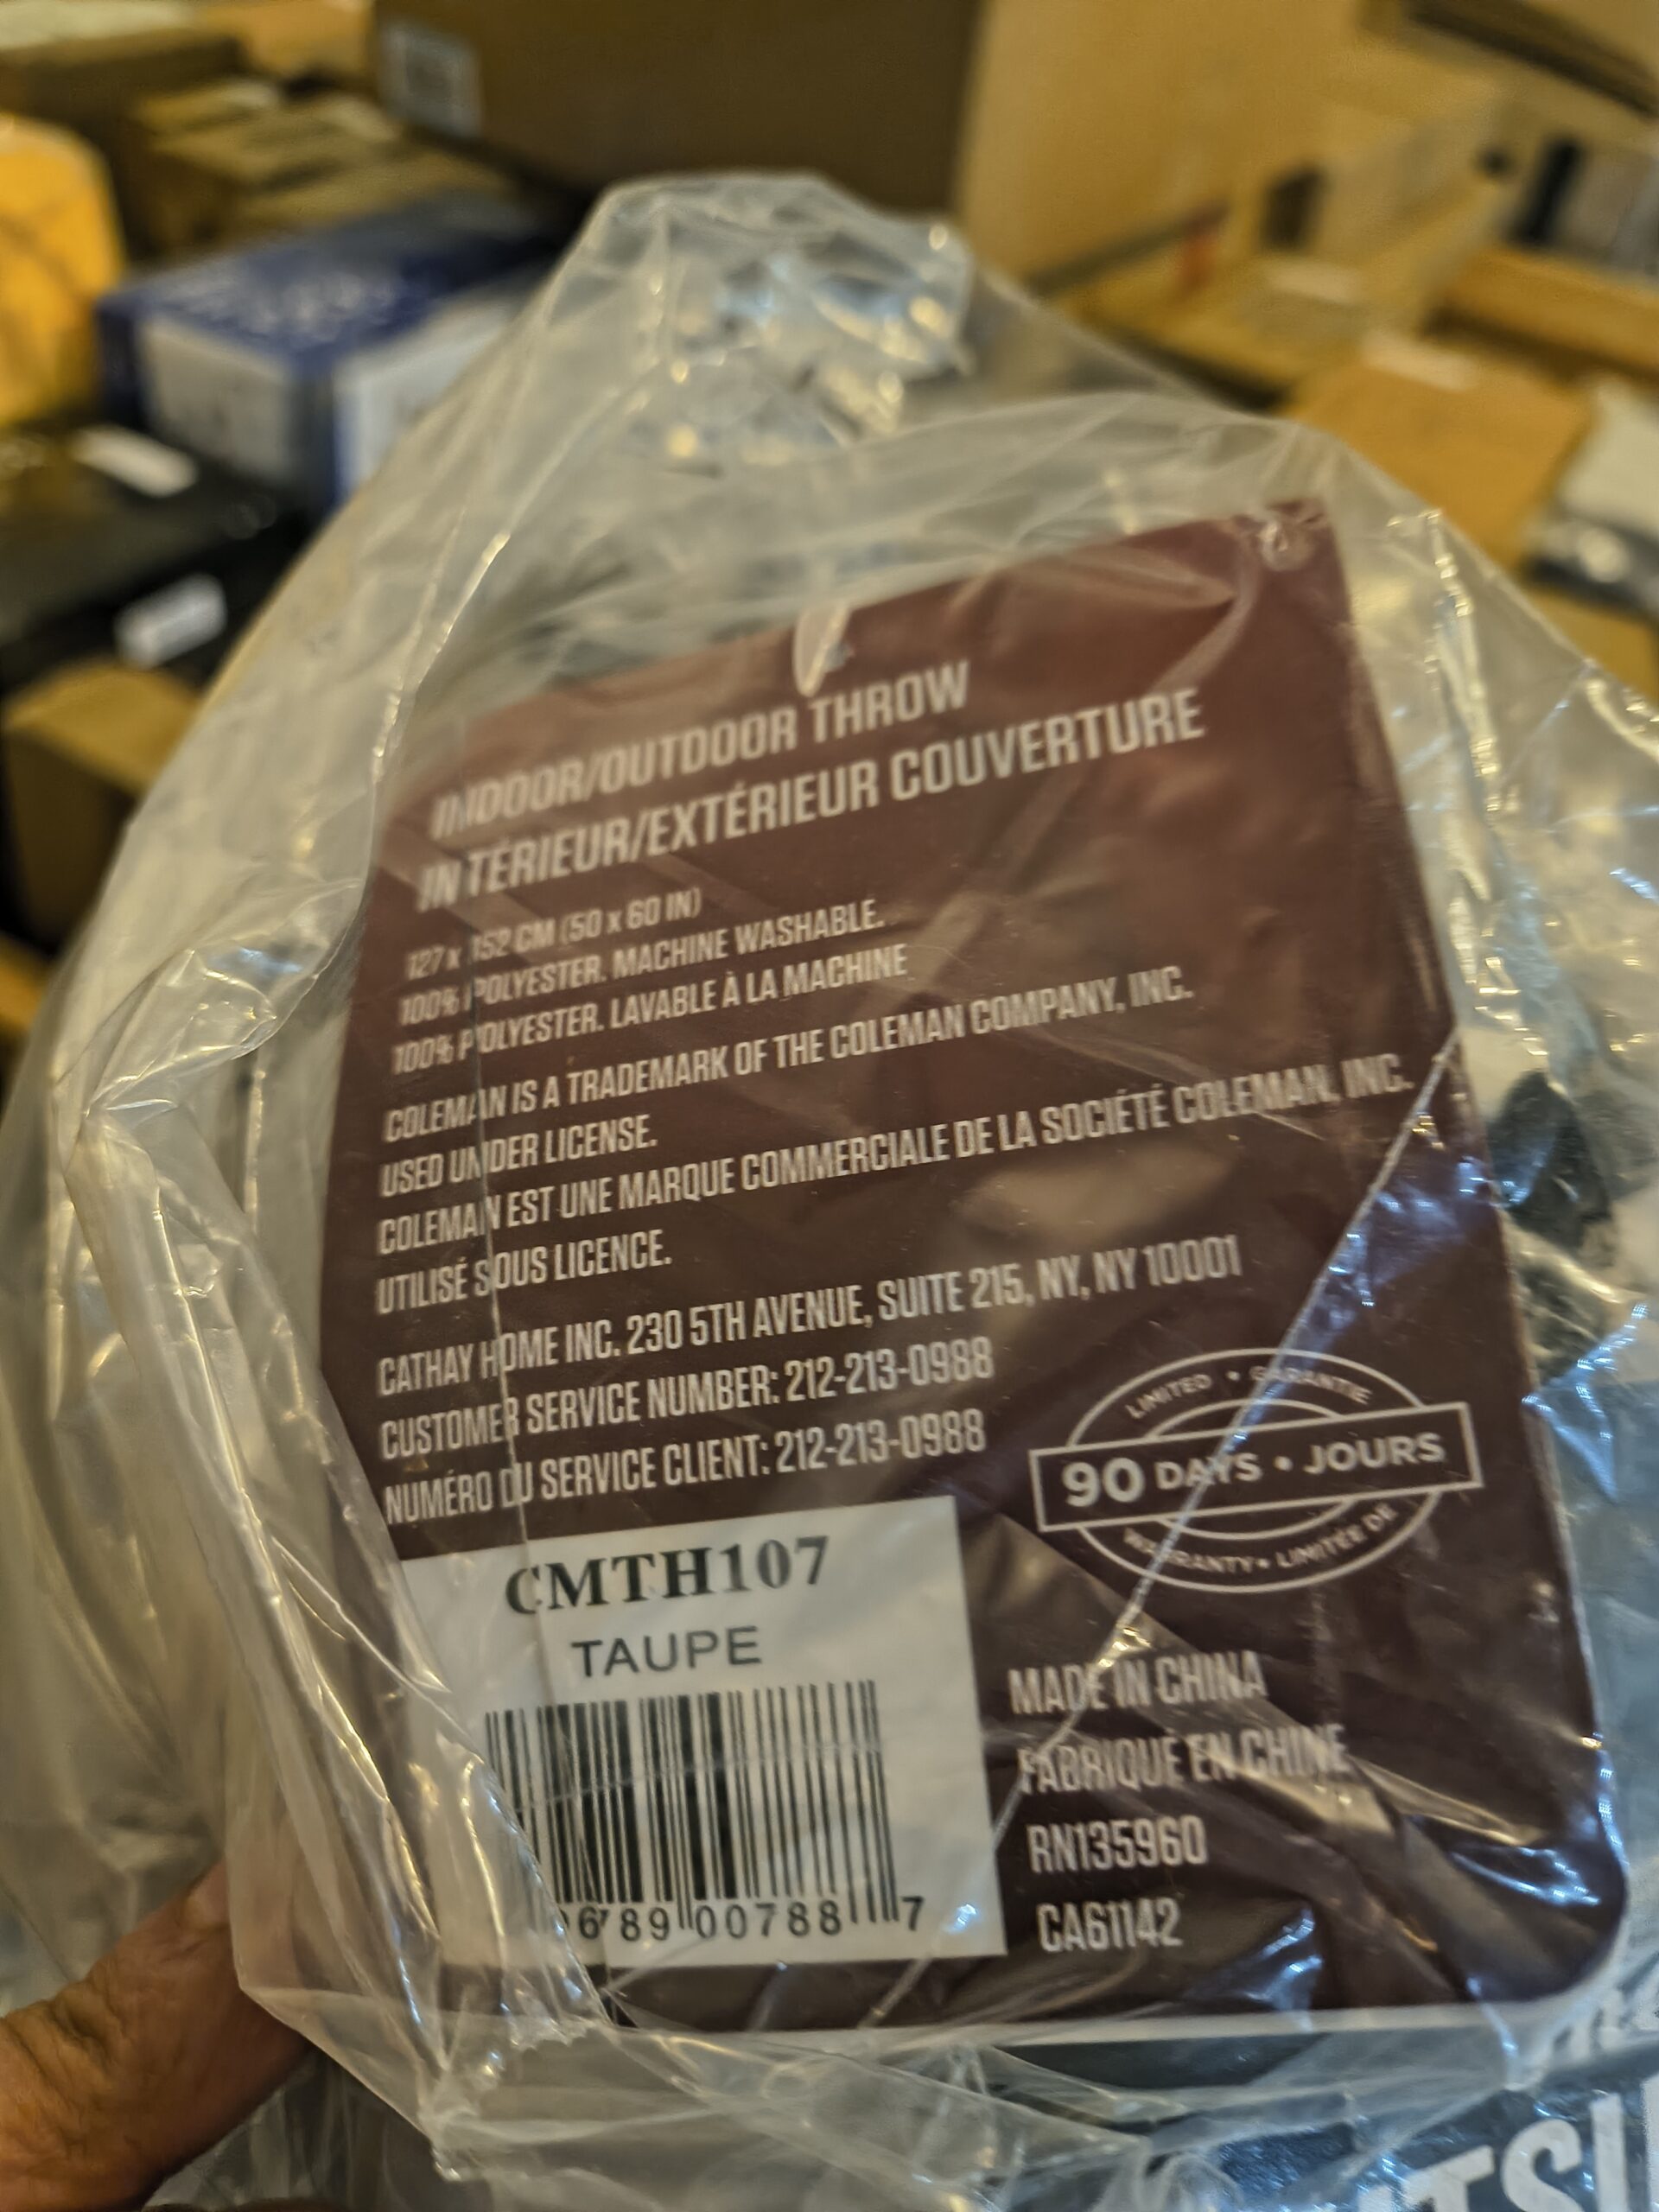 INDOOR/OUTDOOR THROW
INTÉRIEUR/EXTÉRIEUR COUVERTURE
127 x 152 CM (50 x 60 IN)
100% POLYESTER. MACHINE WASHABLE.
100% POLYESTER. LAVABLE À LA MACHINE
COLEMAN IS A TRADEMARK OF THE COLEMAN COMPANY, INC.
USED UNDER LICENSE.
COLEMAN EST UNE MARQUE COMMERCIALE DE LA SOCIÉTÉ COLEMAN, INC.
UTILISÉ SOUS LICENCE.
CATHAY HOME INC. 230 5TH AVENUE, SUITE 215, NY, NY 10001
CUSTOMER SERVICE NUMBER: 212-213-0988
NUMÉRO DU SERVICE CLIENT: 212-213-0988
LIMITED • GARANTIE
90 DAYS • JOURS
WARRANTY • LIMITÉE DE
CMTH107
TAUPE
00788 7
MADE IN CHINA
FABRIQUÉ EN CHINE
RN135960
CA61142